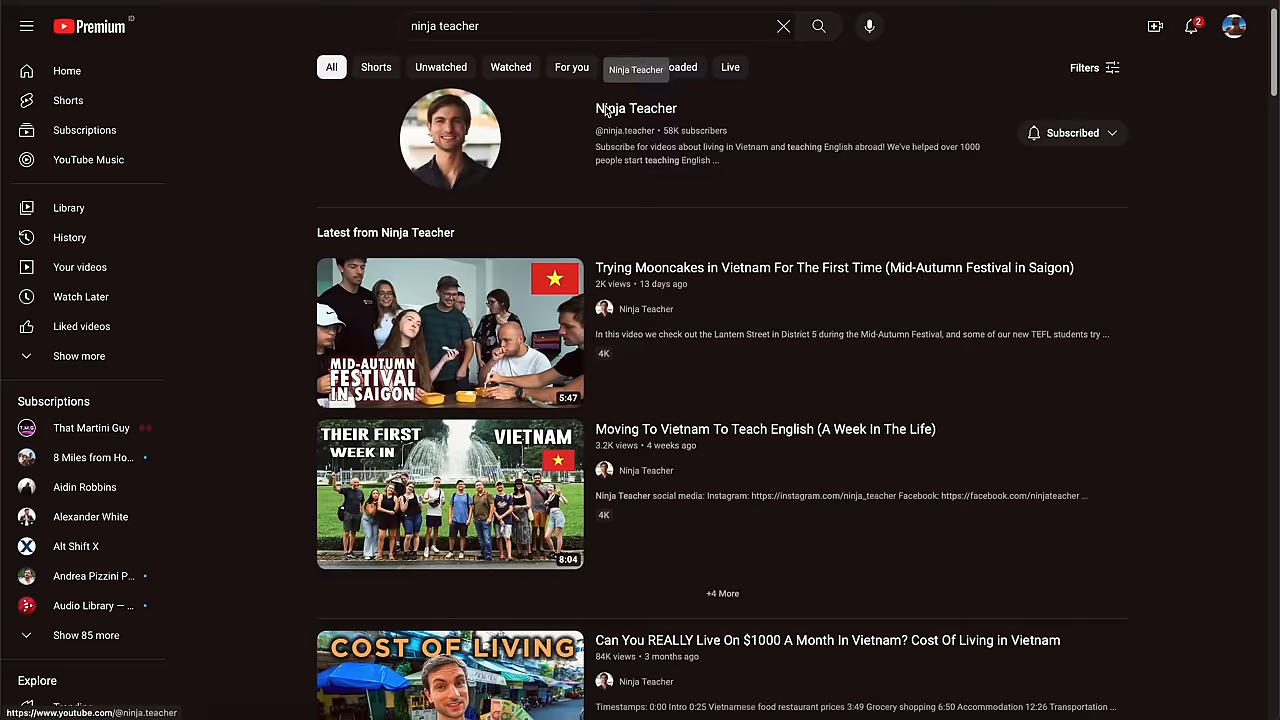 Premium ID
ninja teacher
2
Home
Shorts
Subscriptions
YouTube Music
Library
History
Your videos
Watch Later
Liked videos
Show more
Subscriptions
That Martini Guy
8 Miles from Ho...
Aidin Robbins
Alexander White
Alt Shift X
Andrea Pizzini P...
Audio Library — ...
Show 85 more
Explore
https://www.youtube.com/@ninja.teacher
All
Shorts
Unwatched
Watched
For you
Ninja Teacher
oaded
Live
Filters
Ninja Teacher
@ninja.teacher • 58K subscribers
Subscribe for videos about living in Vietnam and teaching English abroad! We've helped over 1000
people start teaching English ...
Subscribed
Latest from Ninja Teacher
MID-AUTUMN
FESTIVAL
IN SAIGON
5:47
Trying Mooncakes in Vietnam For The First Time (Mid-Autumn Festival in Saigon)
2K views • 13 days ago
Ninja Teacher
In this video we check out the Lantern Street in District 5 during the Mid-Autumn Festival, and some of our new TEFL students try ...
4K
THEIR FIRST
WEEK IN
VIETNAM
8:04
Moving To Vietnam To Teach English (A Week In The Life)
3.2K views • 4 weeks ago
Ninja Teacher
Ninja Teacher social media: Instagram: https://instagram.com/ninja_teacher Facebook: https://facebook.com/ninjateacher ...
4K
+4 More
COST OF LIVING
Can You REALLY Live On $1000 A Month In Vietnam? Cost Of Living in Vietnam
84K views • 3 months ago
Ninja Teacher
Timestamps: 0:00 Intro 0:25 Vietnamese food restaurant prices 3:49 Grocery shopping 6:50 Accommodation 12:26 Transportation ...